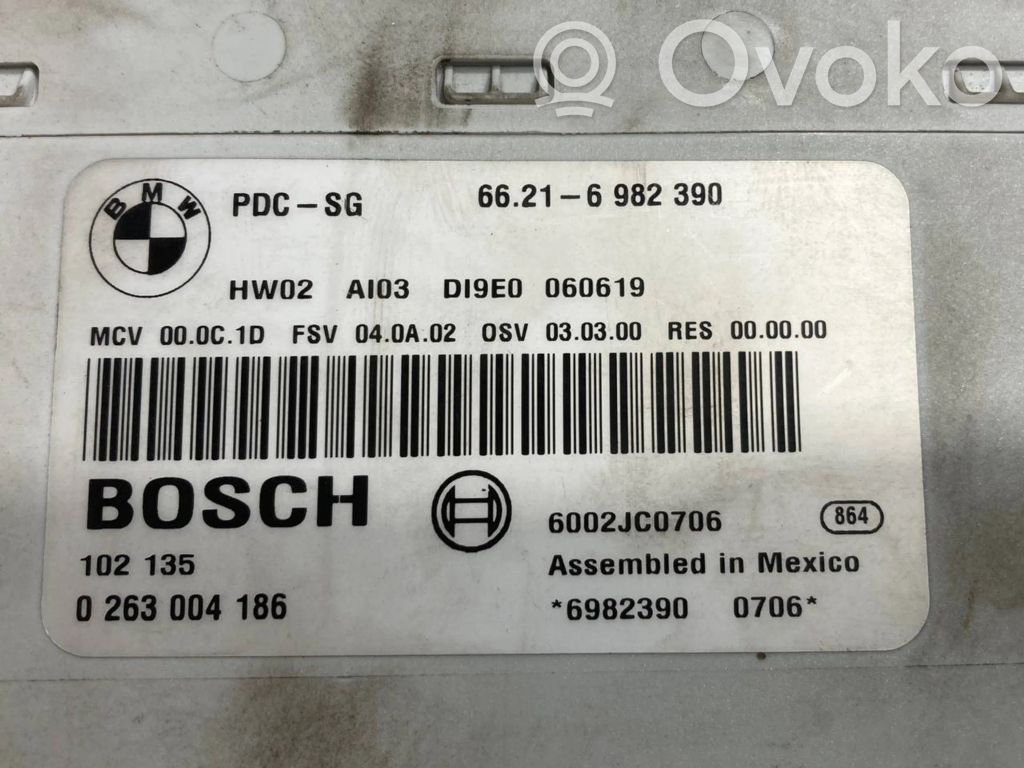 Ovoko
BMW
PDC-SG 66.21-6 982 390
HW02 AI03 DI9E0 060619
MCV 00.0C.1D FSV 04.0A.02 OSV 03.03.00 RES 00.00.00
BOSCH
6002JC0706 864
102 135 Assembled in Mexico
0 263 004 186 *6982390 0706*